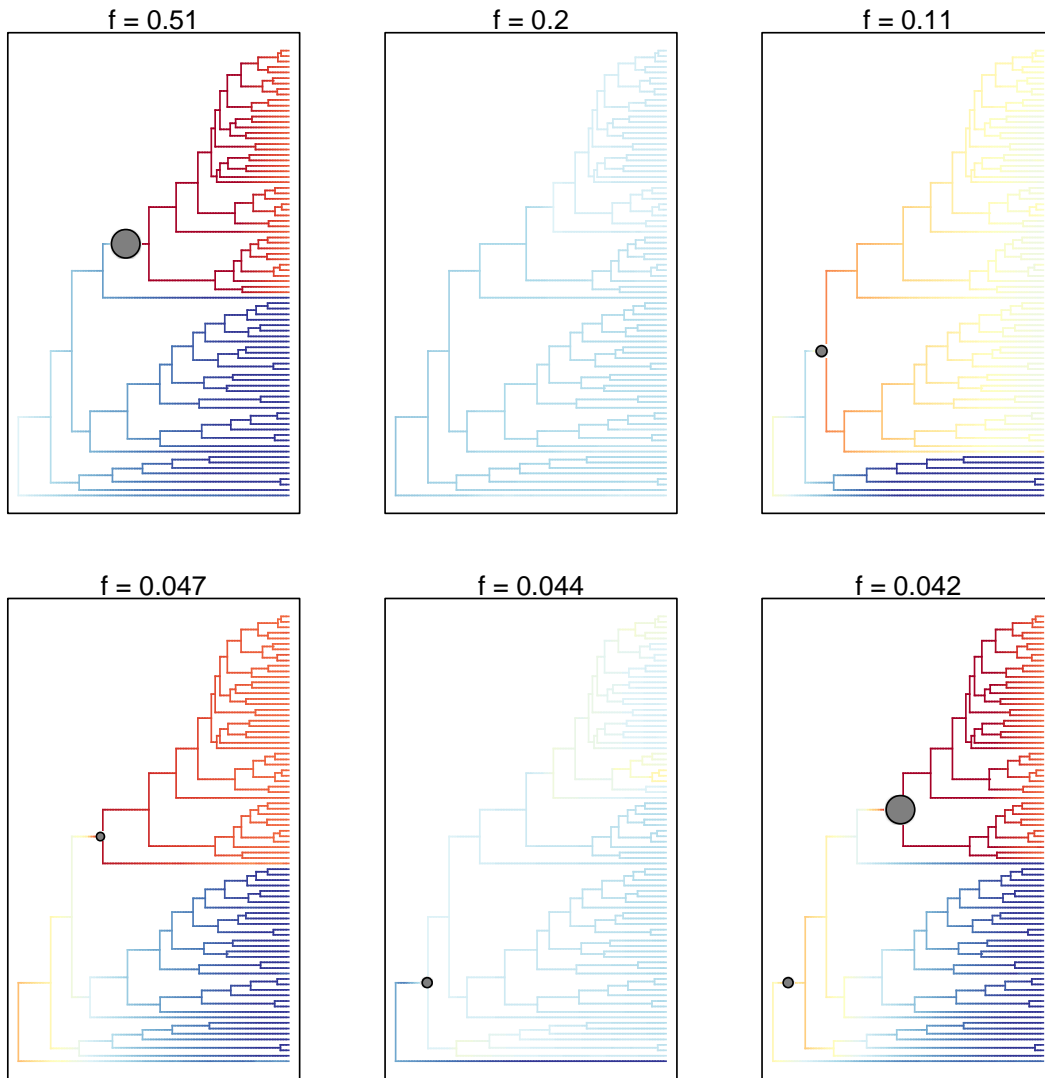 f = 0.51
f = 0.2
f = 0.11
f = 0.047
f = 0.044
f = 0.042